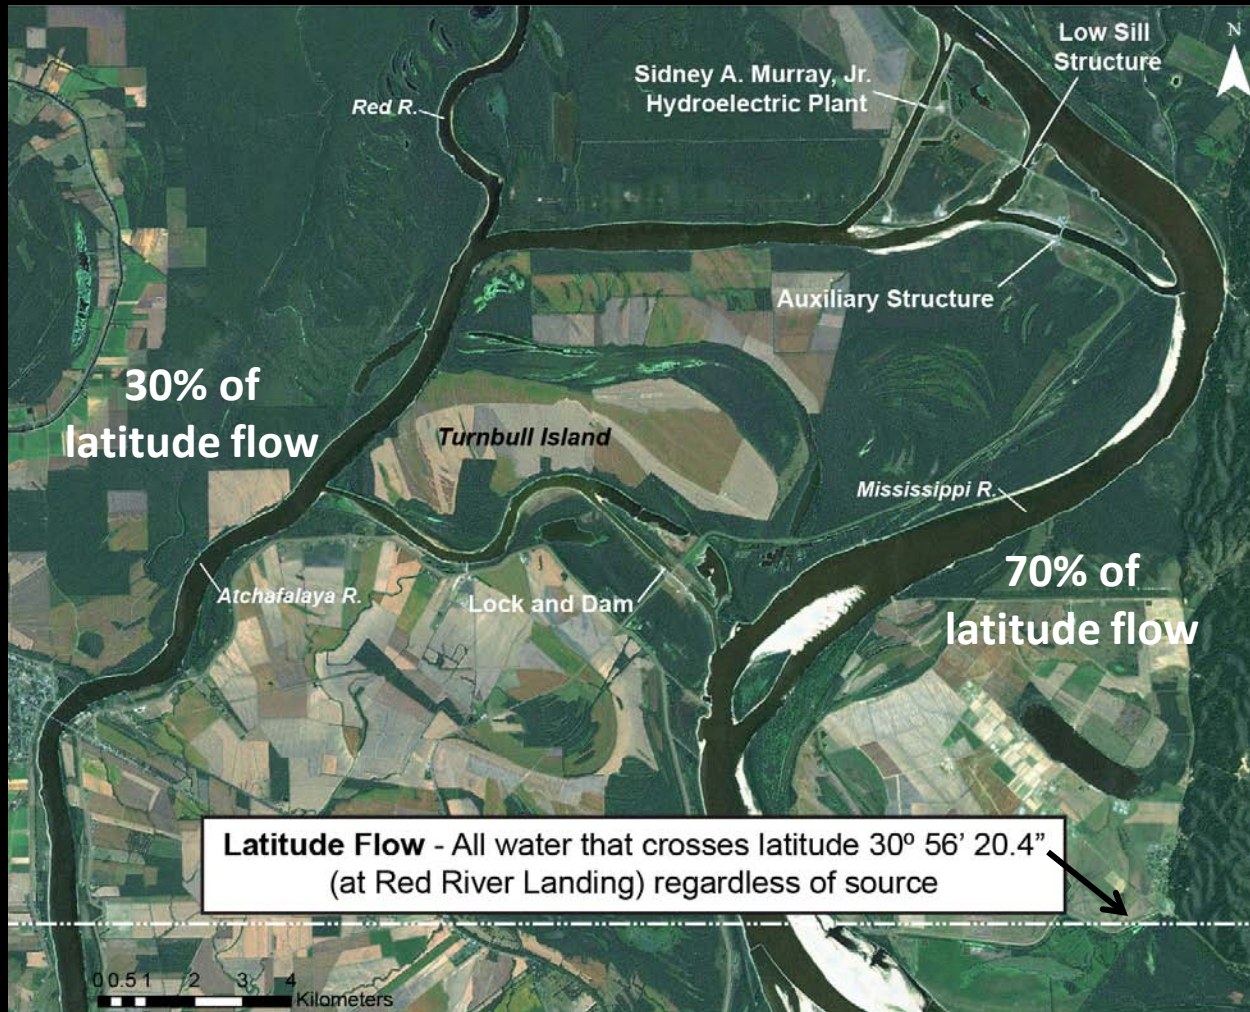 Low Sill
Structure
N
Sidney A. Murray, Jr.
Hydroelectric Plant
Red R.
Auxiliary Structure
30% of
latitude flow
Turnbull Island
Mississippi R.
70% of
latitude flow
Atchafalaya R.
Lock and Dam
Latitude Flow - All water that crosses latitude 30º 56’ 20.4”
(at Red River Landing) regardless of source
0 0.5 1 2 3 4
Kilometers